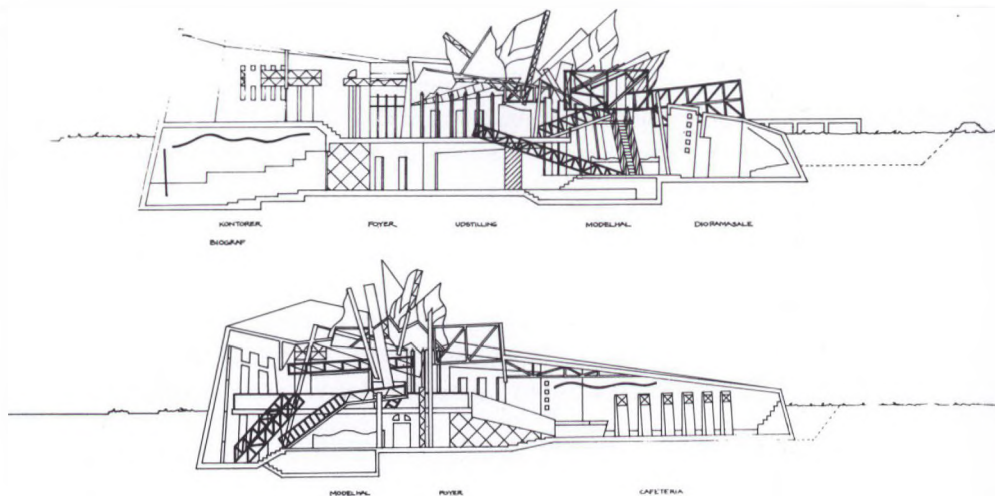 KONTORER FOYER UDSTILLING MODELHAL DIORAMASALE
BIOGRAF
MODELHAL FOYER CAFETERIA